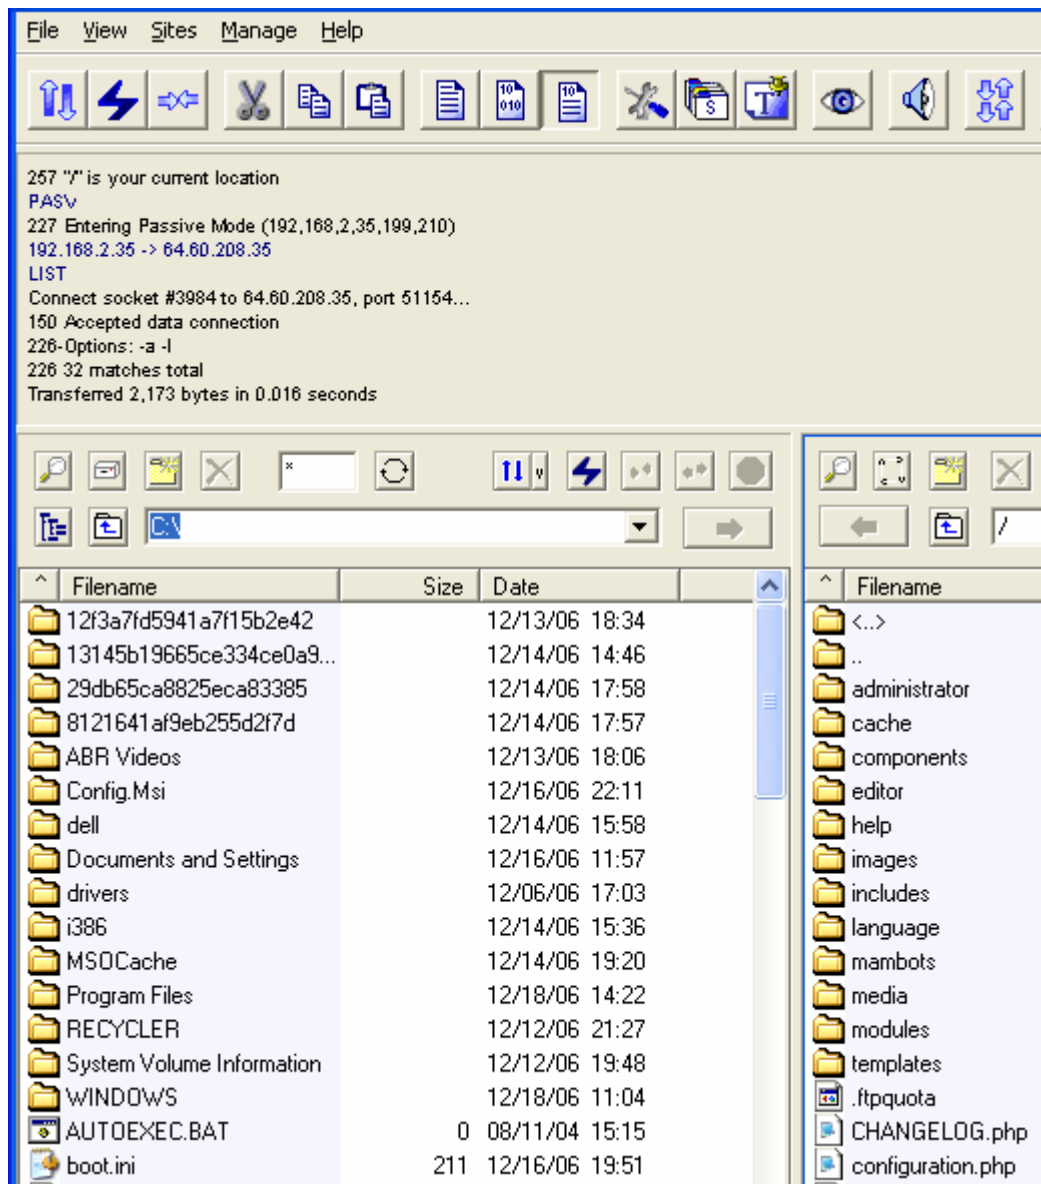 File View Sites Manage Help
257 "/" is your current location
PASV
227 Entering Passive Mode (192,168,2,35,199,210)
192.168.2.35 -> 64.60.208.35
LIST
Connect socket #3984 to 64.60.208.35, port 51154...
150 Accepted data connection
226-Options: -a -l
226 32 matches total
Transferred 2,173 bytes in 0.016 seconds
*
C:\
/
^ Filename Size Date
12f3a7fd5941a7f15b2e42 12/13/06 18:34
13145b19665ce334ce0a9... 12/14/06 14:46
29db65ca8825eca83385 12/14/06 17:58
8121641af9eb255d2f7d 12/14/06 17:57
ABR Videos 12/13/06 18:06
Config.Msi 12/16/06 22:11
dell 12/14/06 15:58
Documents and Settings 12/16/06 11:57
drivers 12/06/06 17:03
i386 12/14/06 15:36
MSOCache 12/14/06 19:20
Program Files 12/18/06 14:22
RECYCLER 12/12/06 21:27
System Volume Information 12/12/06 19:48
WINDOWS 12/18/06 11:04
AUTOEXEC.BAT 0 08/11/04 15:15
boot.ini 211 12/16/06 19:51
^ Filename
<..>
..
administrator
cache
components
editor
help
images
includes
language
mambots
media
modules
templates
.ftpquota
CHANGELOG.php
configuration.php